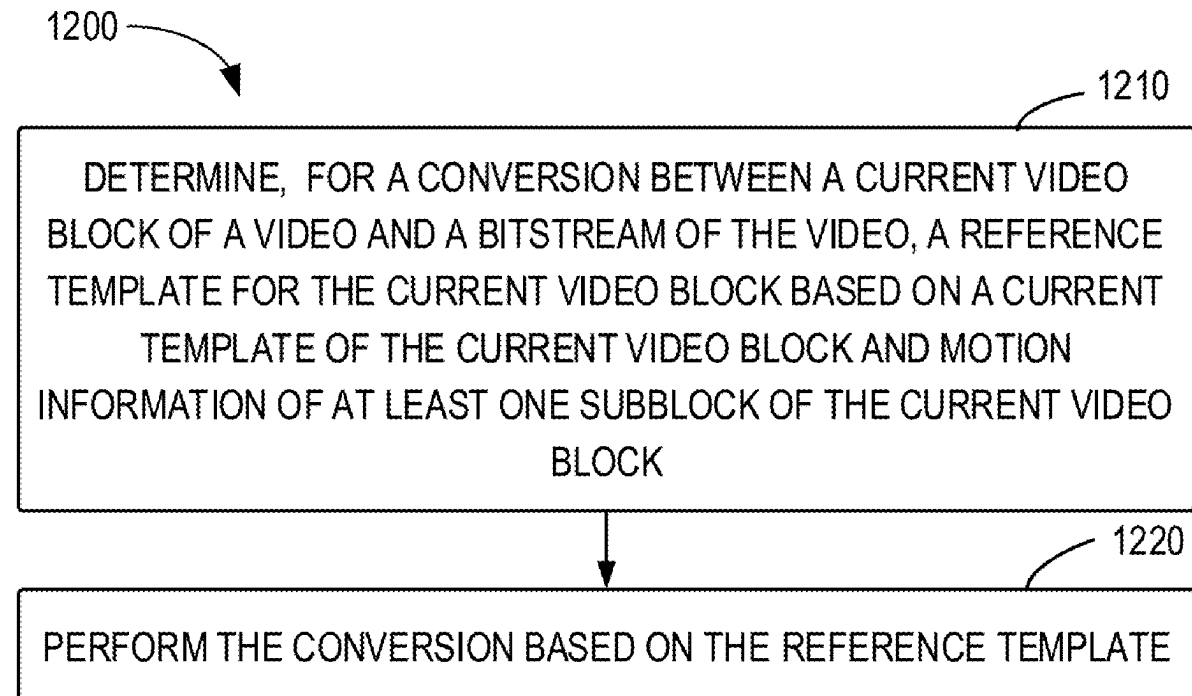 1200
1210
DETERMINE, FOR A CONVERSION BETWEEN A CURRENT VIDEO
BLOCK OF A VIDEO AND A BITSTREAM OF THE VIDEO, A REFERENCE
TEMPLATE FOR THE CURRENT VIDEO BLOCK BASED ON A CURRENT
TEMPLATE OF THE CURRENT VIDEO BLOCK AND MOTION
INFORMATION OF AT LEAST ONE SUBBLOCK OF THE CURRENT VIDEO
BLOCK
1220
PERFORM THE CONVERSION BASED ON THE REFERENCE TEMPLATE